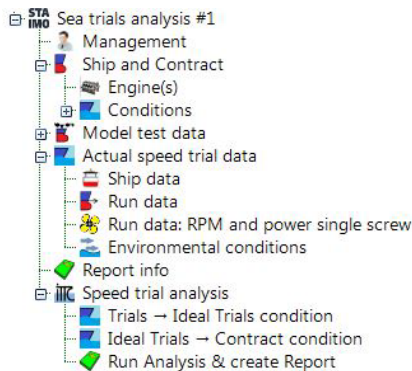 STA
IMO Sea trials analysis #1
Management
Ship and Contract
Engine(s)
Conditions
Model test data
Actual speed trial data
Ship data
Run data
Run data: RPM and power single screw
Environmental conditions
Report info
ITTC Speed trial analysis
Trials → Ideal Trials condition
Ideal Trials → Contract condition
Run Analysis & create Report